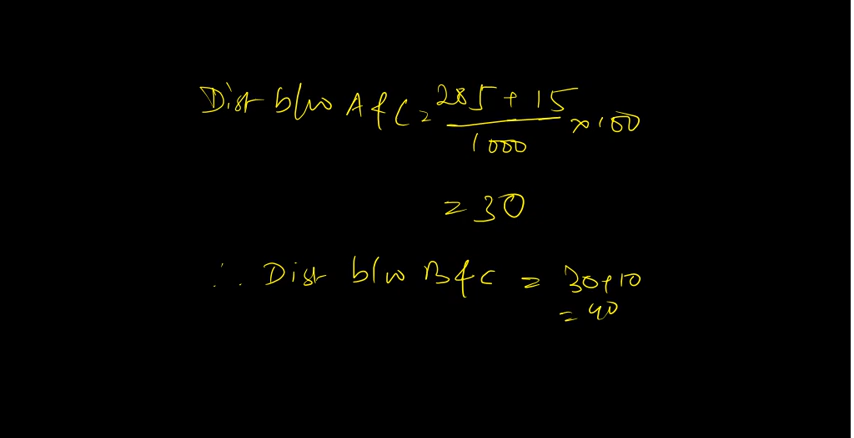 Dist b/w A & C = 285 + 15 / 1000 × 100
= 30
∴ Dist b/w B & C = 30+10
= 40